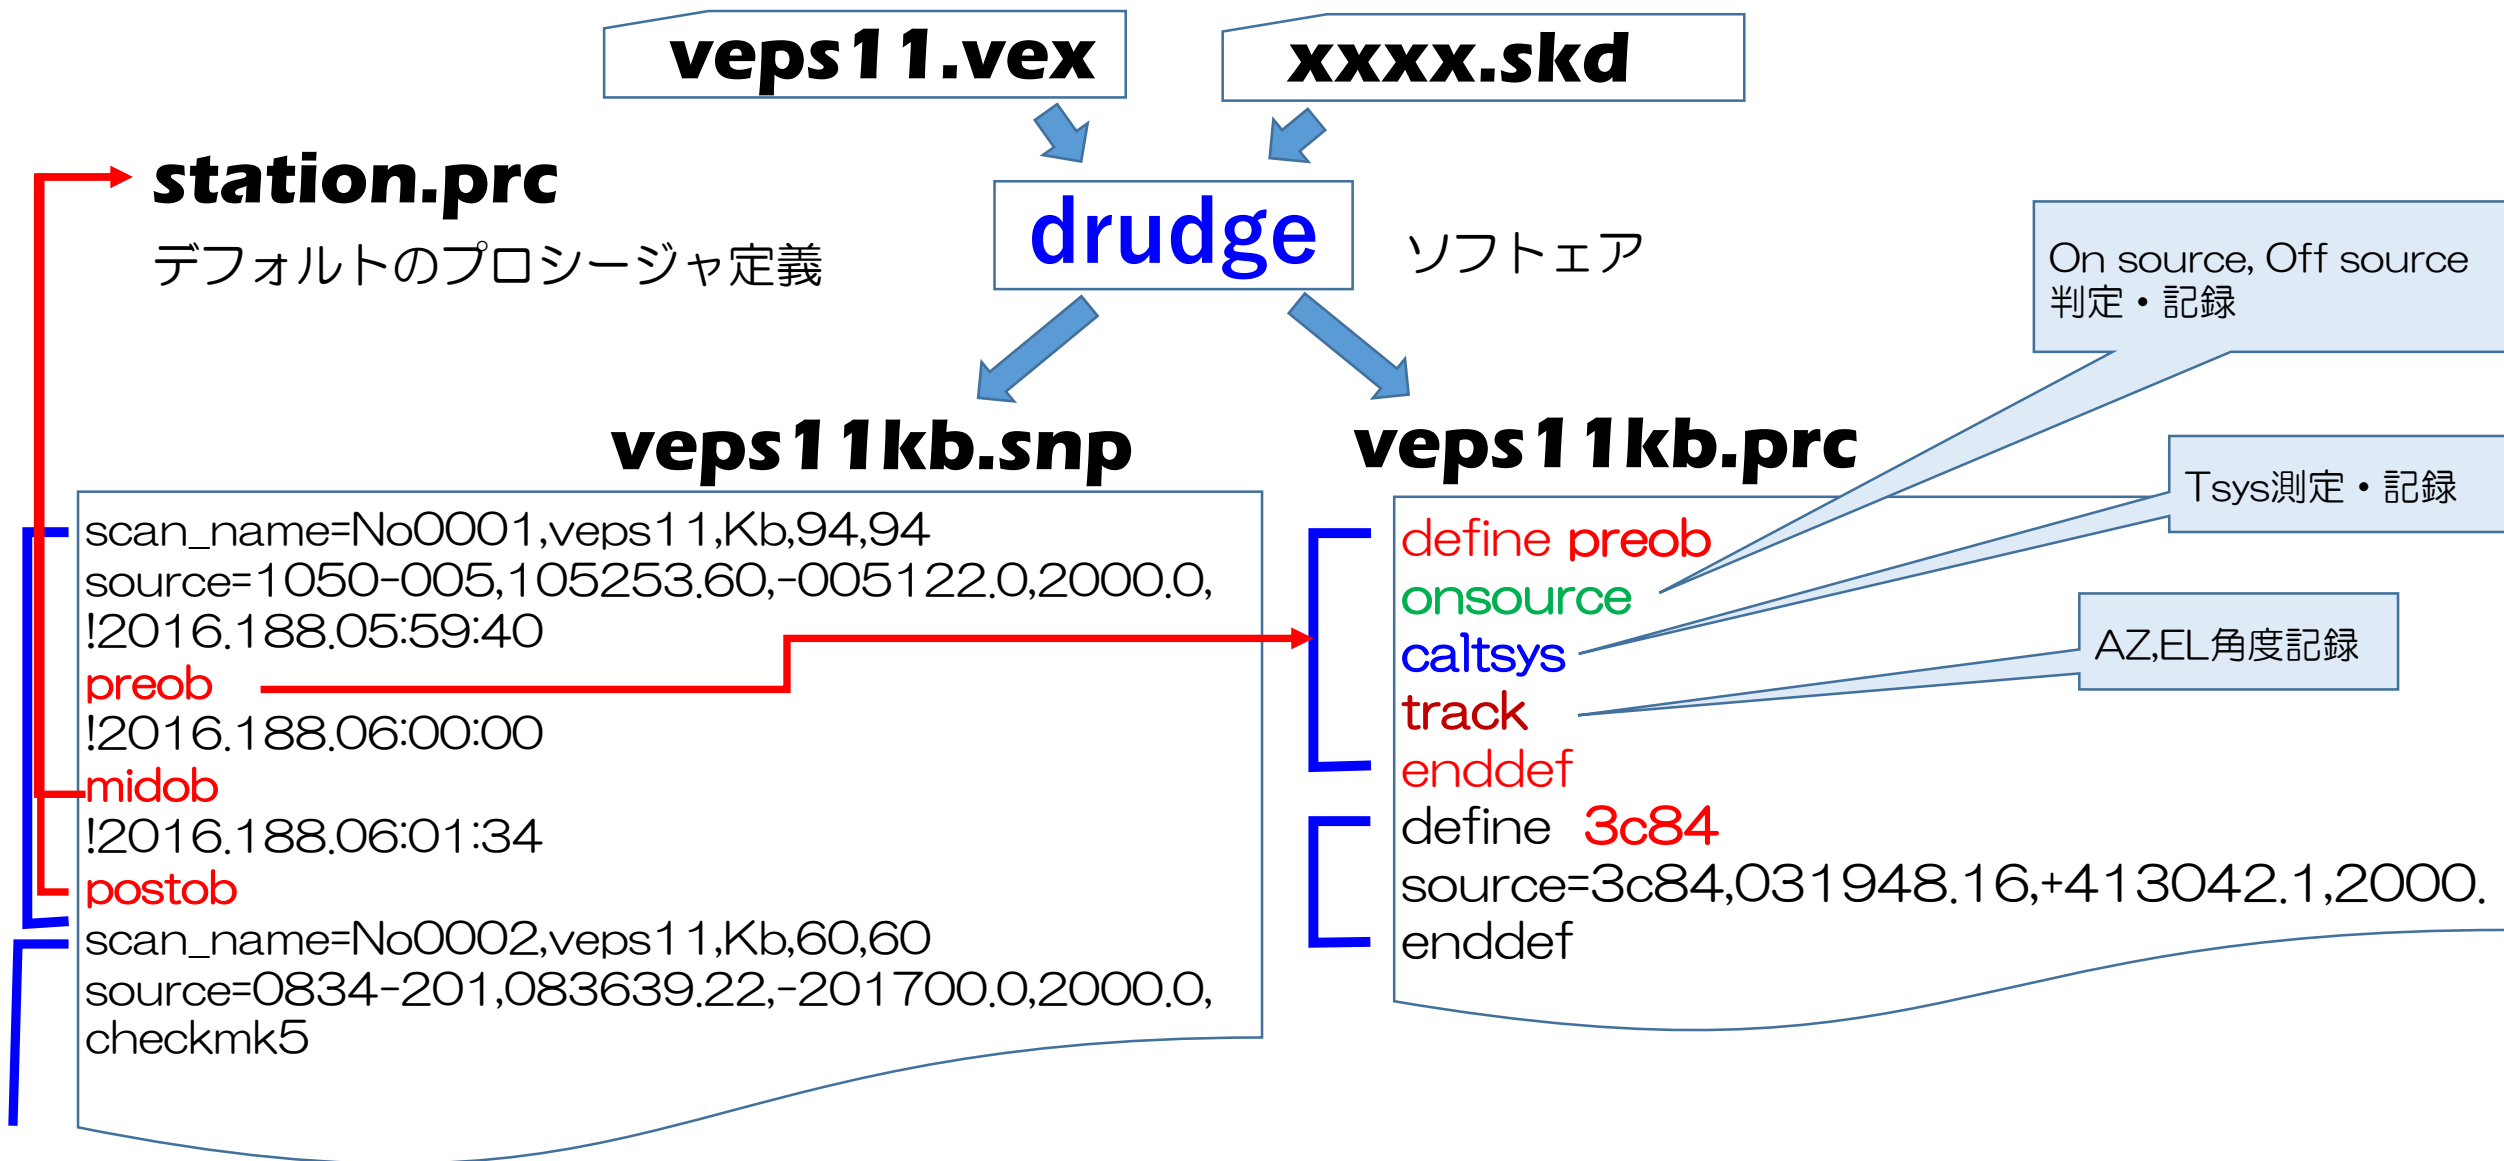 veps11.vex
xxxx.skd
station.prc
デフォルトのプロシージャ定義
drudge
ソフトェア
On source, Off source
判定・記録
veps11kb.snp
scan_name=No0001,veps11,Kb,94,94
source=1050-005,105253.60,-005122.0,2000.0,
!2016.188.05:59:40
preob
!2016.188.06:00:00
midob
!2016.188.06:01:34
postob
scan_name=No0002,veps11,Kb,60,60
source=0834-201,083639.22,-201700.0,2000.0,
checkmk5
veps11kb.prc
define preob
onsource
caltsys
track
enddef
define 3c84
source=3c84,031948.16,+413042.1,2000.
enddef
Tsys測定・記録
AZ,EL角度記録